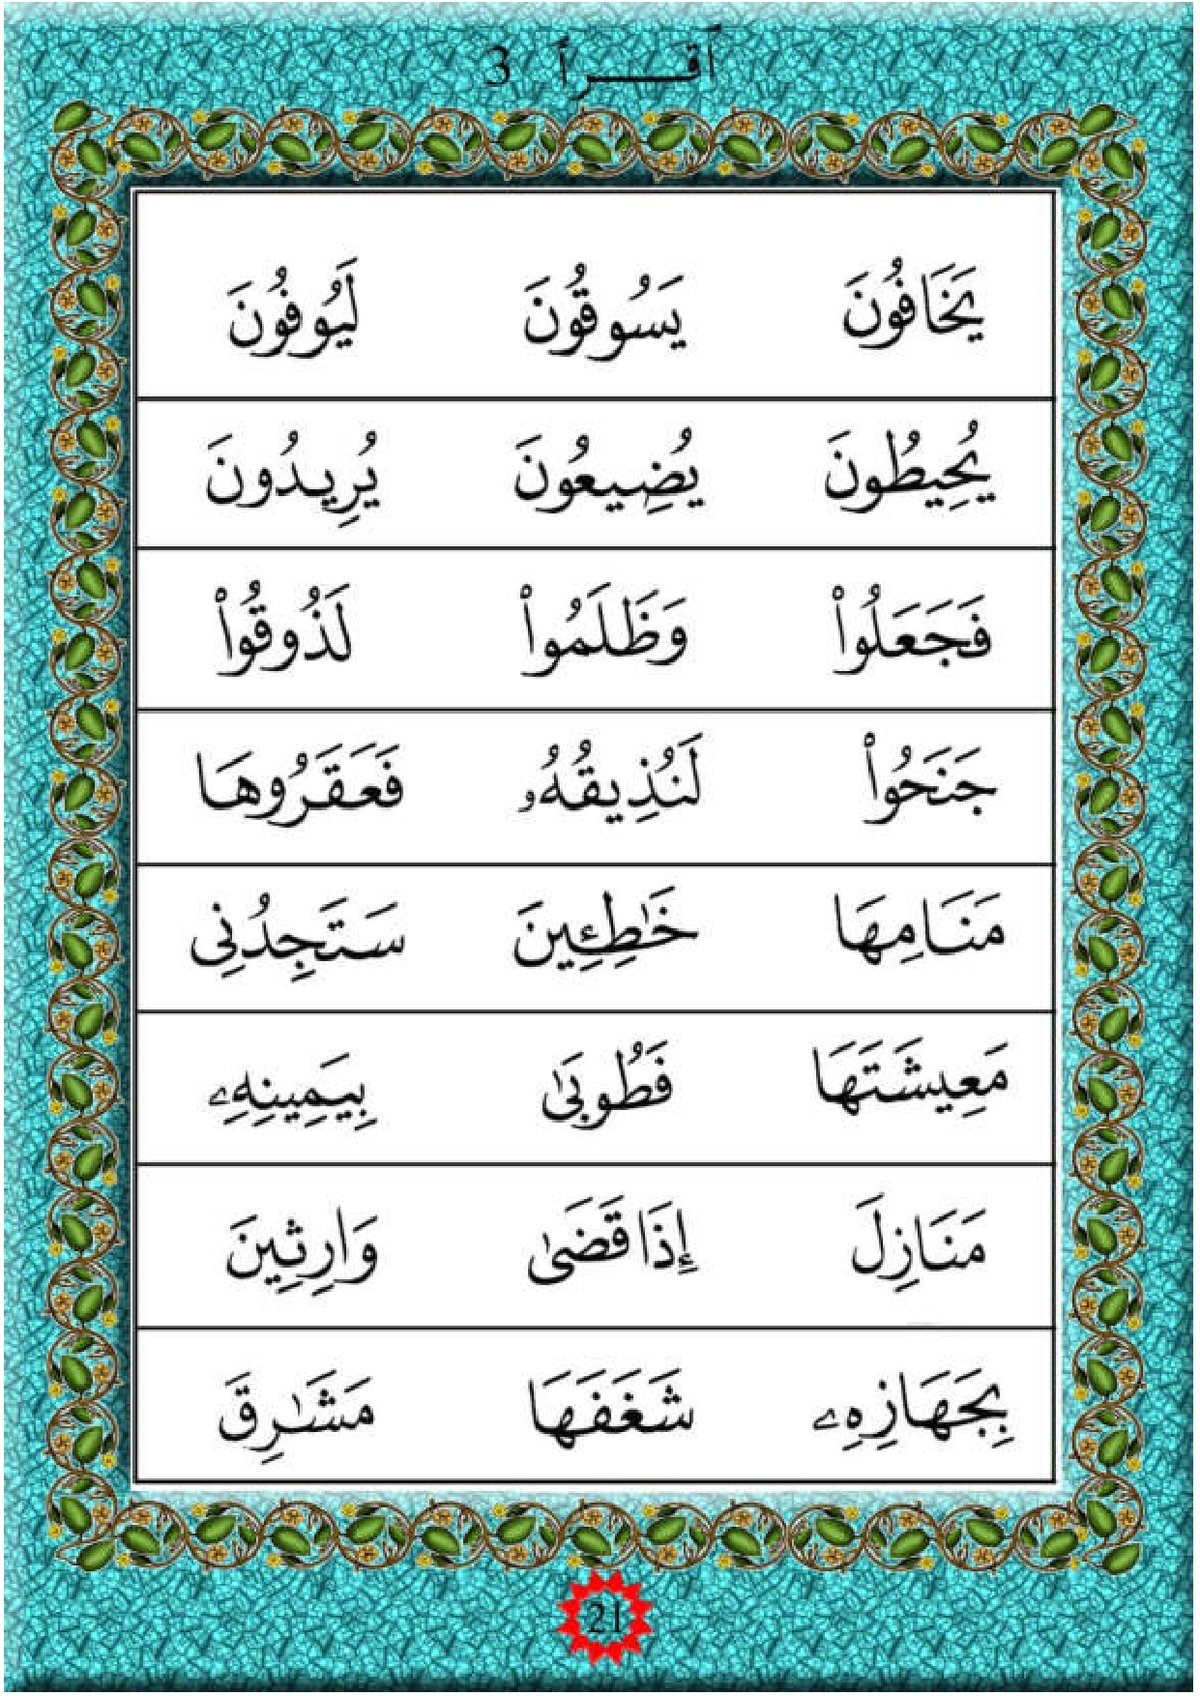 أقرأ 3
يَخَافُونَ يَسُوقُونَ لَيُوفُونَ
يُحِيطُونَ يُضِيعُونَ يُرِيدُونَ
فَجَعَلُواْ وَظَلَمُواْ لَذُوقُواْ
جَنَحُواْ لَنُذِيقُهُۥ فَعَقَرُوهَا
مَنَامِهَا خَٰطِـِٔينَ سَتَجِدُنِى
مَعِيشَتَهَا فَطُوبَىٰ بِيَمِينِهِۦ
مَنَازِلَ إِذَا قَضَىٰ وَارِثِينَ
بِجَهَازِهِۦ شَغَفَهَا مَشَٰرِقَ
21